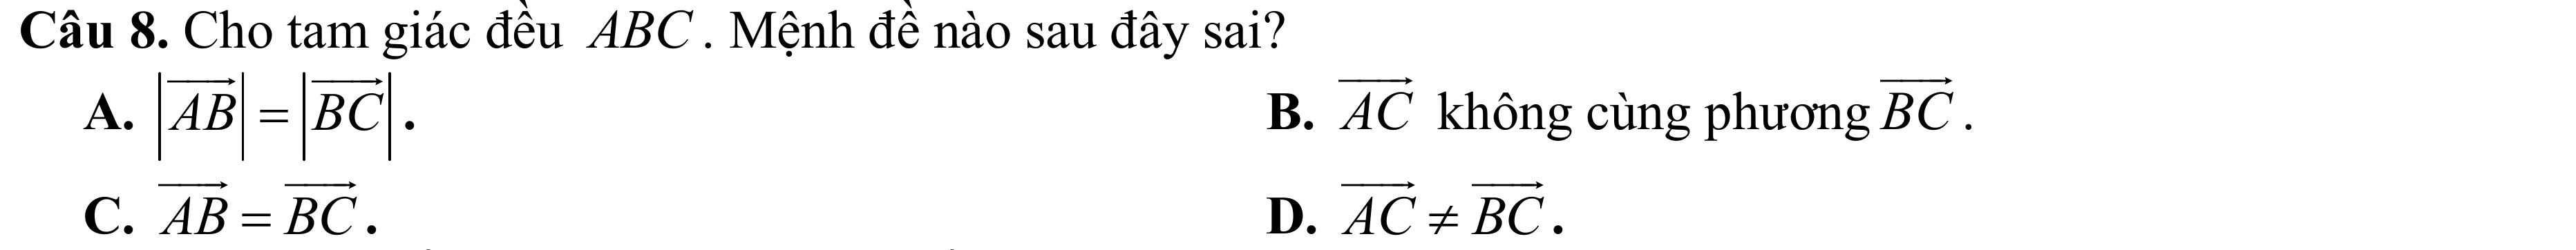 Câu 8. Cho tam giác đều ABC. Mệnh đề nào sau đây sai?
A. |\overrightarrow{AB}| = |\overrightarrow{BC}|. B. \overrightarrow{AC} không cùng phương \overrightarrow{BC}.
C. \overrightarrow{AB} = \overrightarrow{BC}. D. \overrightarrow{AC} ≠ \overrightarrow{BC}.